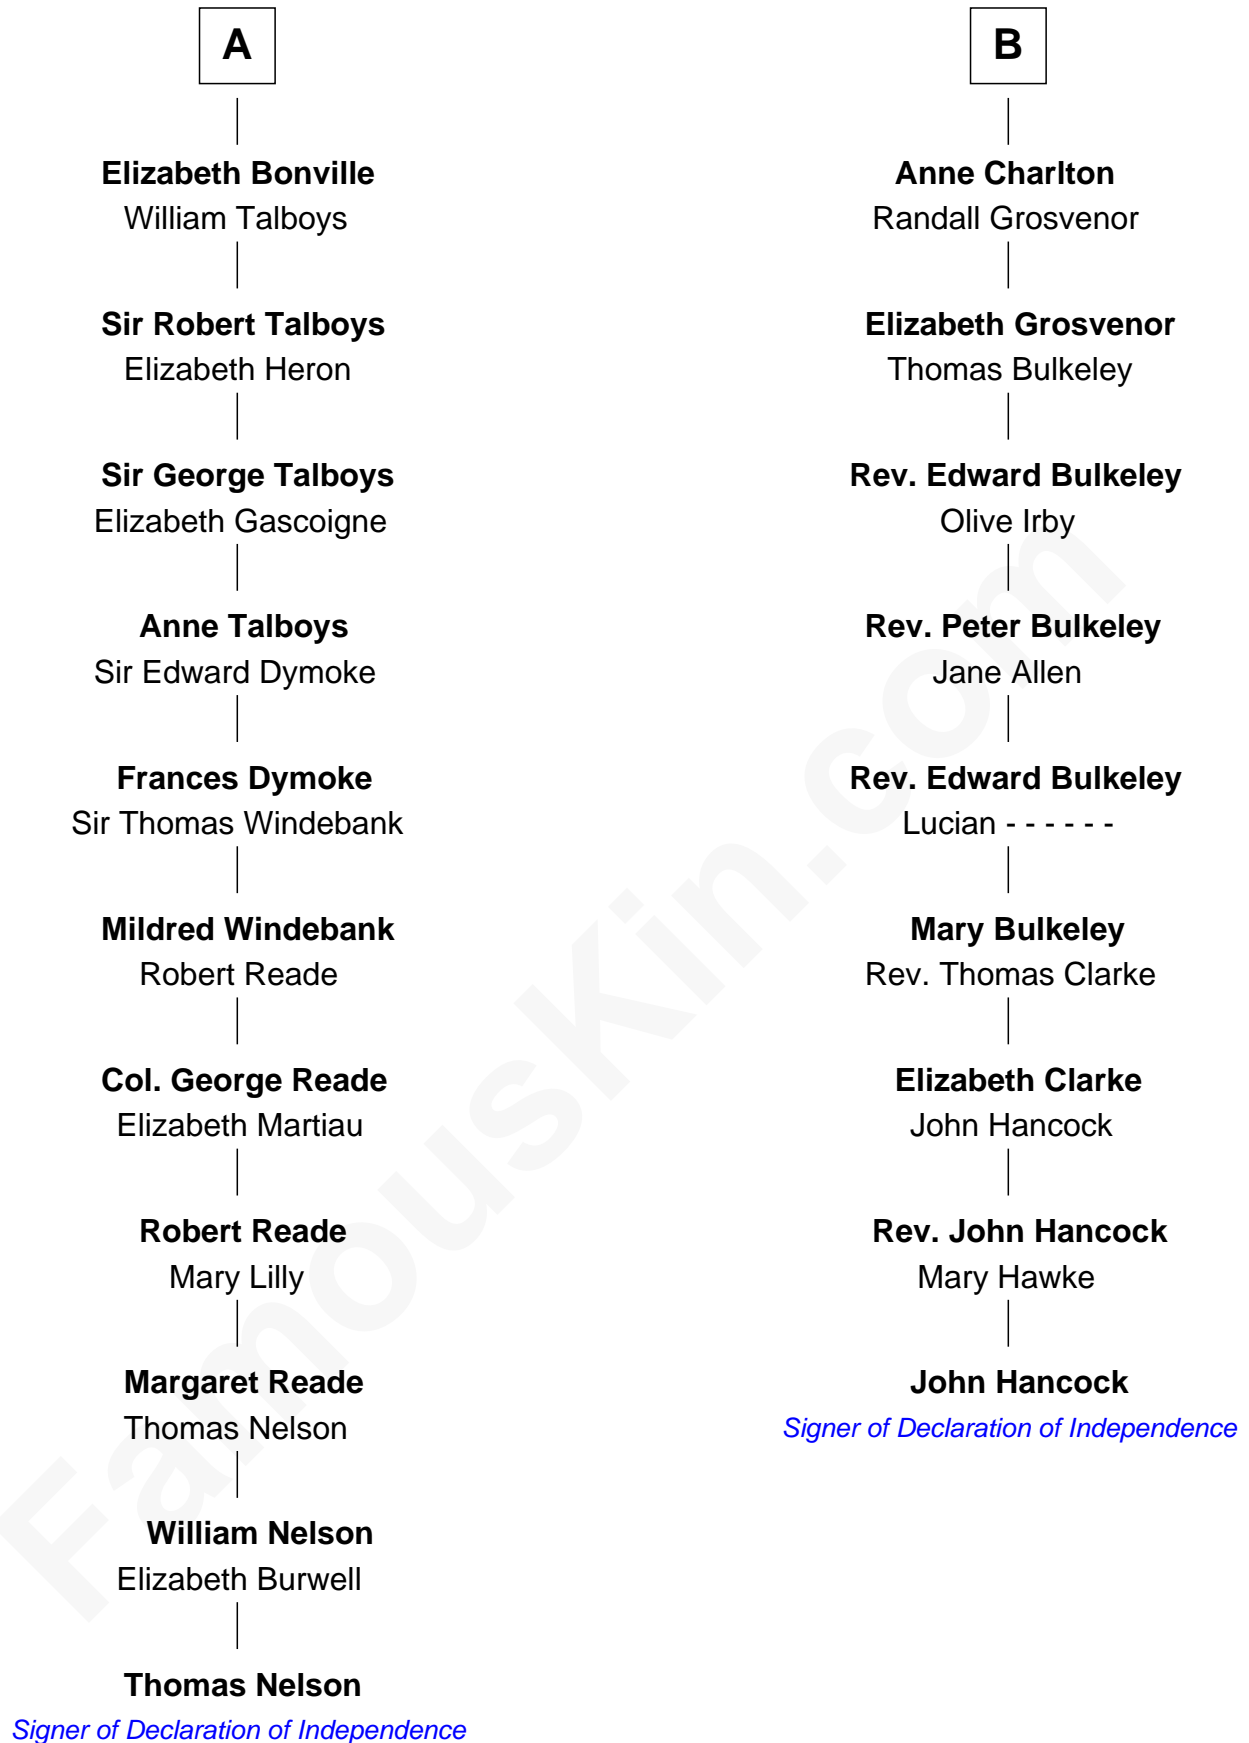 A
Elizabeth Bonville
William Talboys
Sir Robert Talboys
Elizabeth Heron
Sir George Talboys
Elizabeth Gascoigne
Anne Talboys
Sir Edward Dymoke
Frances Dymoke
Sir Thomas Windebank
Mildred Windebank
Robert Reade
Col. George Reade
Elizabeth Martiau
Robert Reade
Mary Lilly
Margaret Reade
Thomas Nelson
William Nelson
Elizabeth Burwell
Thomas Nelson
Signer of Declaration of Independence
B
Anne Charlton
Randall Grosvenor
Elizabeth Grosvenor
Thomas Bulkeley
Rev. Edward Bulkeley
Olive Irby
Rev. Peter Bulkeley
Jane Allen
Rev. Edward Bulkeley
Lucian - - - - - -
Mary Bulkeley
Rev. Thomas Clarke
Elizabeth Clarke
John Hancock
Rev. John Hancock
Mary Hawke
John Hancock
Signer of Declaration of Independence
FamousKin.com